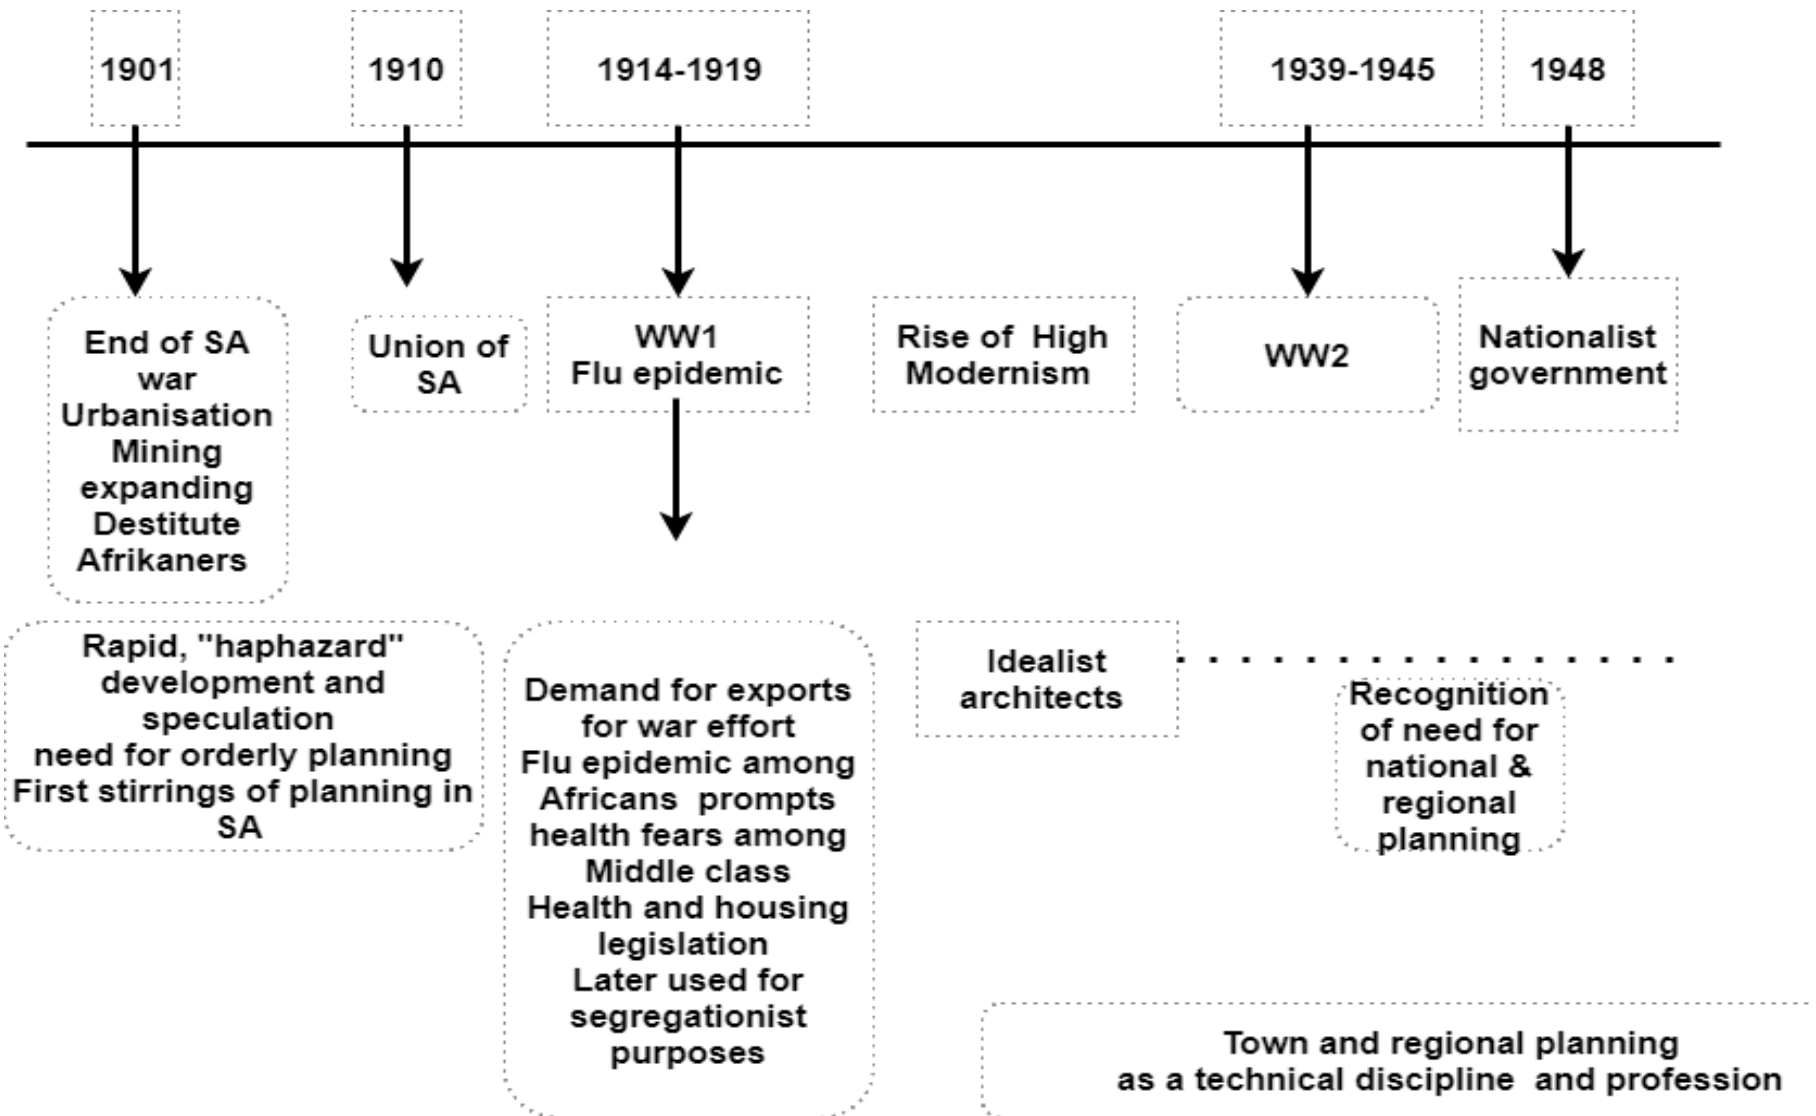 1901
1910
1914-1919
1939-1945
1948
End of SA
war
Urbanisation
Mining
expanding
Destitute
Afrikaners
Union of
SA
WW1
Flu epidemic
Rise of High
Modernism
WW2
Nationalist
government
Rapid, "haphazard"
development and
speculation
need for orderly planning
First stirrings of planning in
SA
Demand for exports
for war effort
Flu epidemic among
Africans prompts
health fears among
Middle class
Health and housing
legislation
Later used for
segregationist
purposes
Idealist
architects
Recognition
of need for
national &
regional
planning
Town and regional planning
as a technical discipline and profession